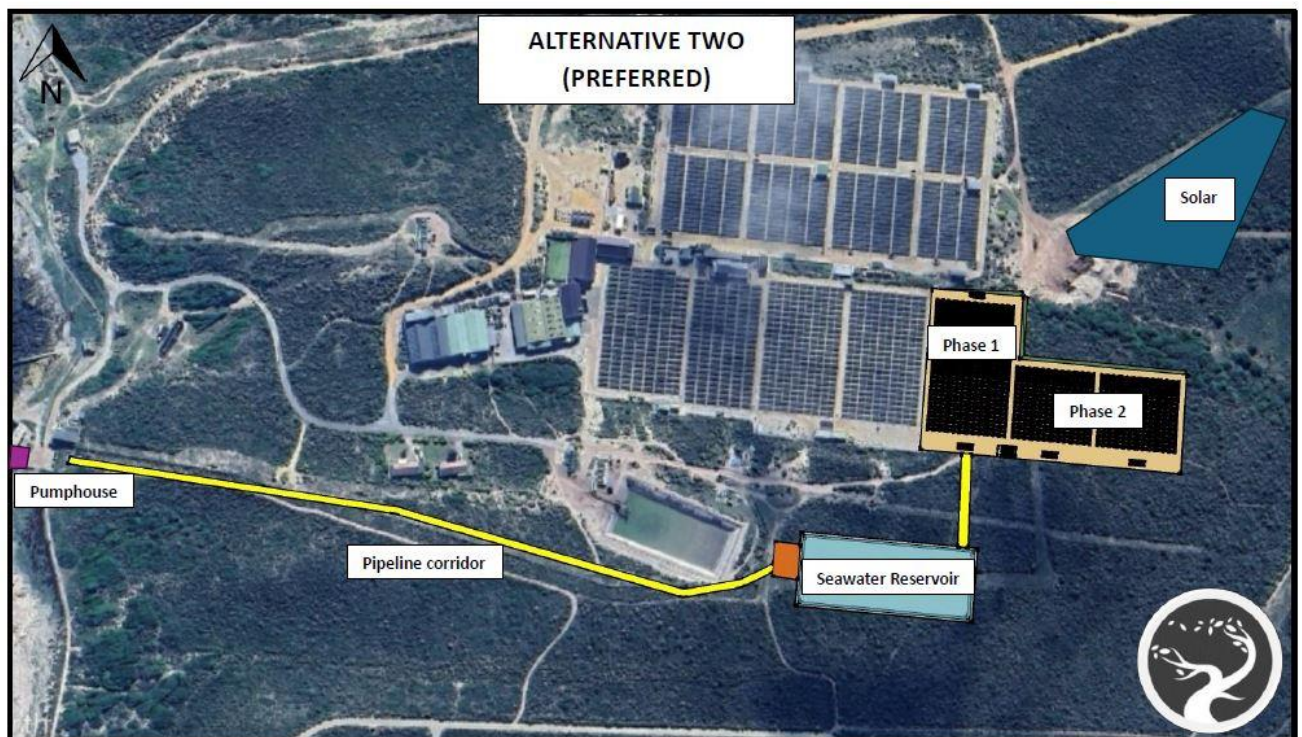 ALTERNATIVE TWO
(PREFERRED)
N
Solar
Phase 1
Phase 2
Pumphouse
Pipeline corridor
Seawater Reservoir